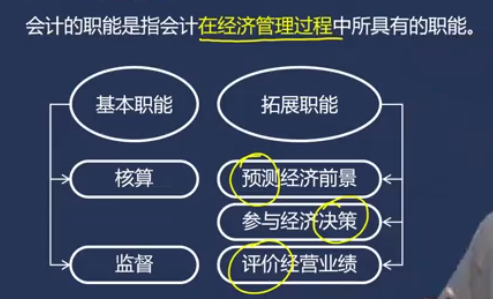 会计的职能是指会计在经济管理过程中所具有的职能。
基本职能 拓展职能
核算 预测经济前景
参与经济决策
监督 评价经营业绩